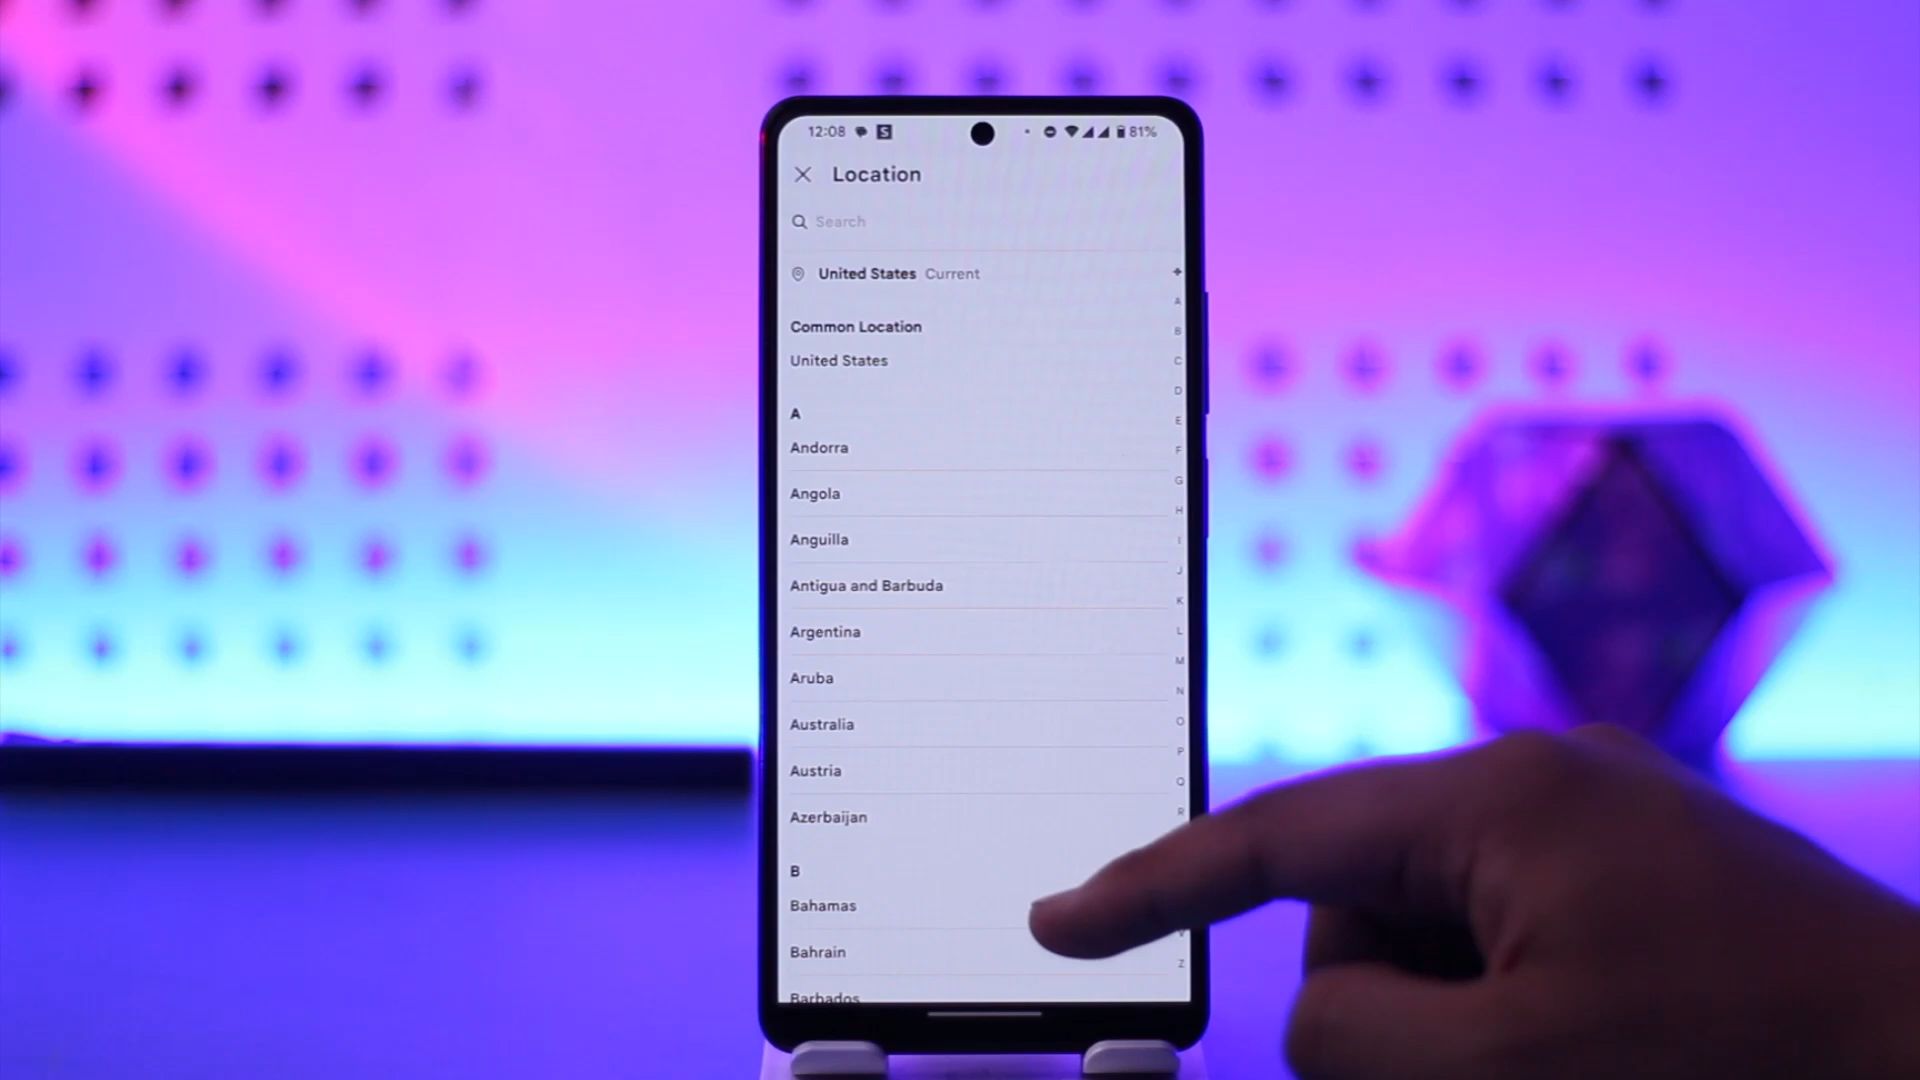 12:08 S 81%
Location
Search
United States Current
Common Location
United States
A
Andorra
Angola
Anguilla
Antigua and Barbuda
Argentina
Aruba
Australia
Austria
Azerbaijan
B
Bahamas
Bahrain
Barbados
A
B
C
D
E
F
G
H
I
J
K
L
M
N
O
P
Q
R
V
Z